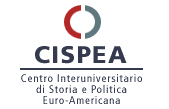 CISPEA
Centro Interuniversitario
di Storia e Politica
Euro-Americana